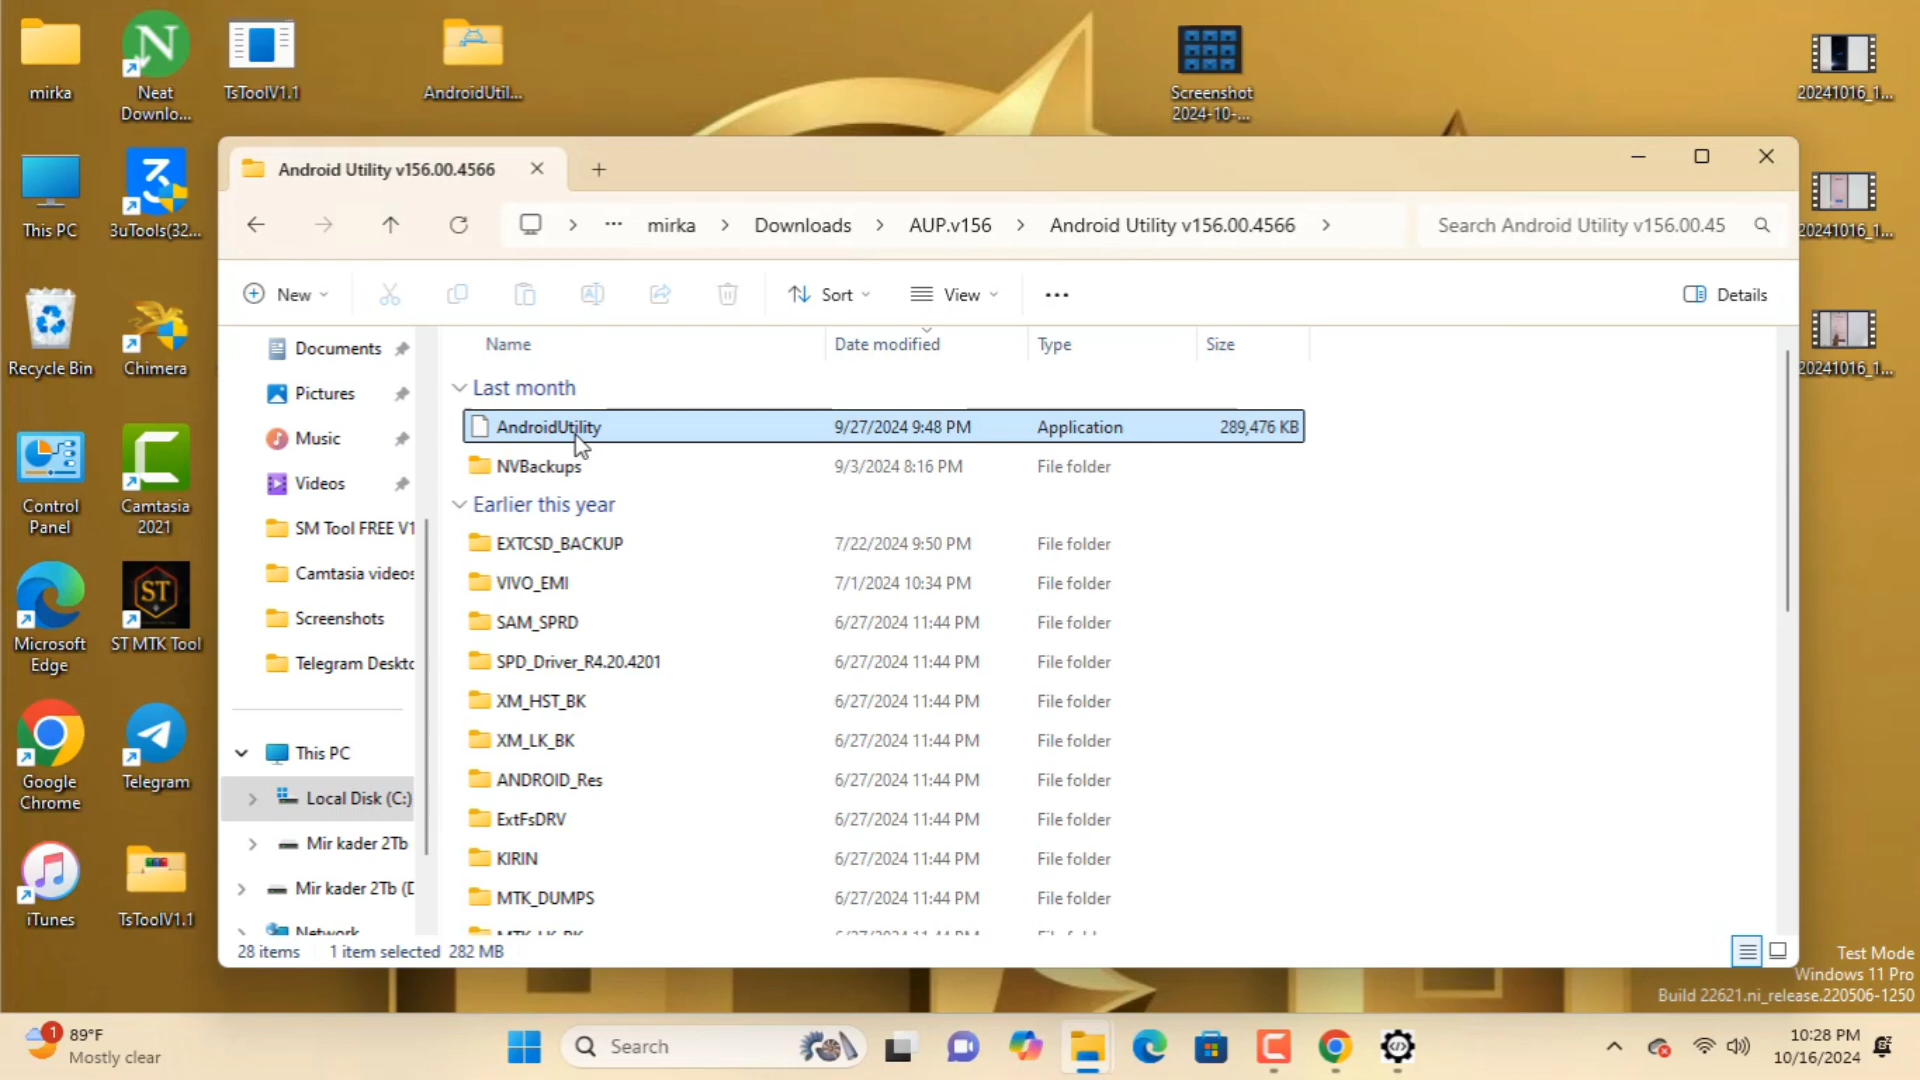 mirka
Neat
Downlo...
TsToolV1.1
AndroidUtil...
Screenshot
2024-10-...
20241016_1...
This PC
3uTools(32...
20241016_1...
Recycle Bin
Chimera
20241016_1...
Control
Panel
Camtasia
2021
Microsoft
Edge
ST
ST MTK Tool
Google
Chrome
Telegram
iTunes
TsToolV1.1
Android Utility v156.00.4566
mirka
Downloads
AUP.v156
Android Utility v156.00.4566
Search Android Utility v156.00.45
New
Sort
View
Details
Documents
Pictures
Music
Videos
SM Tool FREE V1
Camtasia videos
Screenshots
Telegram Deskto
This PC
Local Disk (C:)
Mir kader 2Tb
Mir kader 2Tb (D
Network
Name Date modified Type Size
Last month
AndroidUtility 9/27/2024 9:48 PM Application 289,476 KB
NVBackups 9/3/2024 8:16 PM File folder
Earlier this year
EXTCSD_BACKUP 7/22/2024 9:50 PM File folder
VIVO_EMI 7/1/2024 10:34 PM File folder
SAM_SPRD 6/27/2024 11:44 PM File folder
SPD_Driver_R4.20.4201 6/27/2024 11:44 PM File folder
XM_HST_BK 6/27/2024 11:44 PM File folder
XM_LK_BK 6/27/2024 11:44 PM File folder
ANDROID_Res 6/27/2024 11:44 PM File folder
ExtFsDRV 6/27/2024 11:44 PM File folder
KIRIN 6/27/2024 11:44 PM File folder
MTK_DUMPS 6/27/2024 11:44 PM File folder
28 items 1 item selected 282 MB
Test Mode
Windows 11 Pro
Build 22621.ni_release.220506-1250
1
89°F
Mostly clear
Search
10:28 PM
10/16/2024